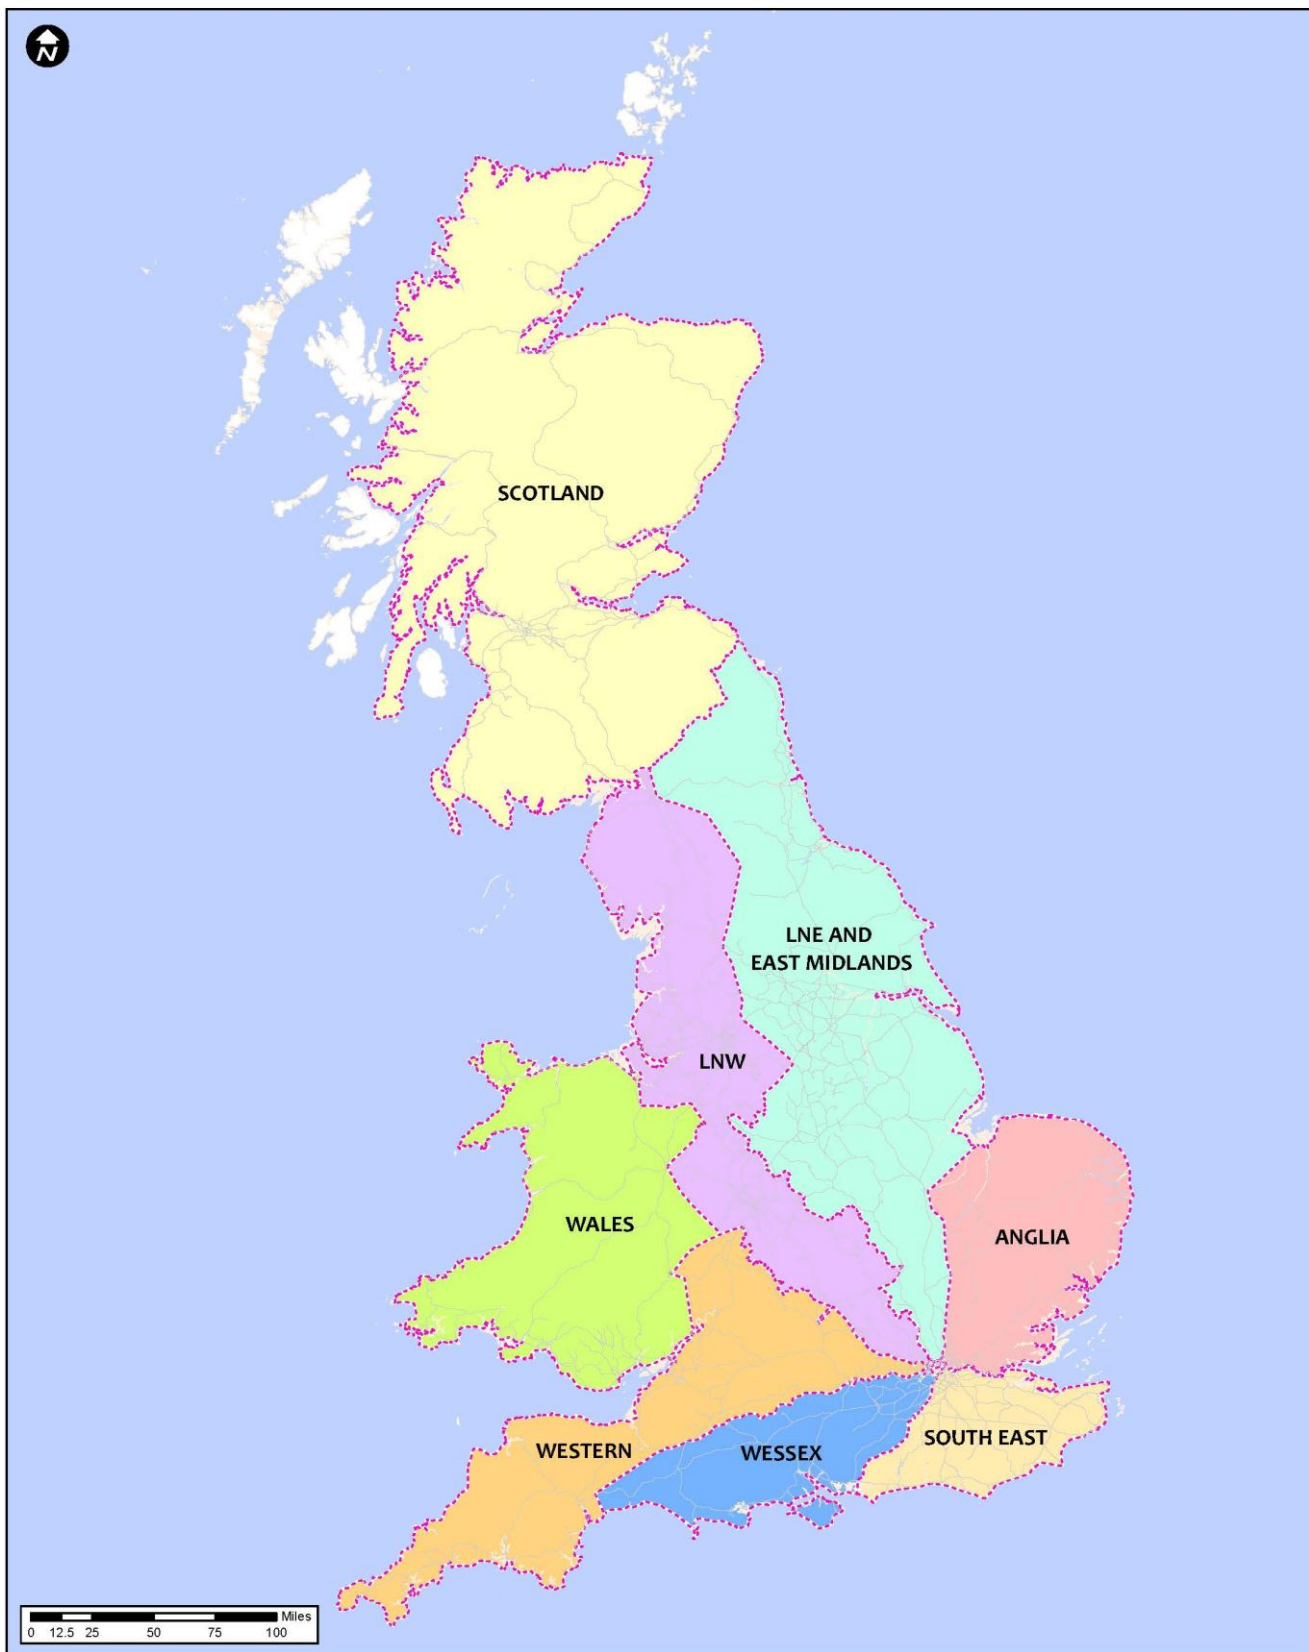 N
SCOTLAND
LNE AND
EAST MIDLANDS
LNW
WALES
ANGLIA
WESTERN
WESSEX
SOUTH EAST
Miles
0 12.5 25 50 75 100